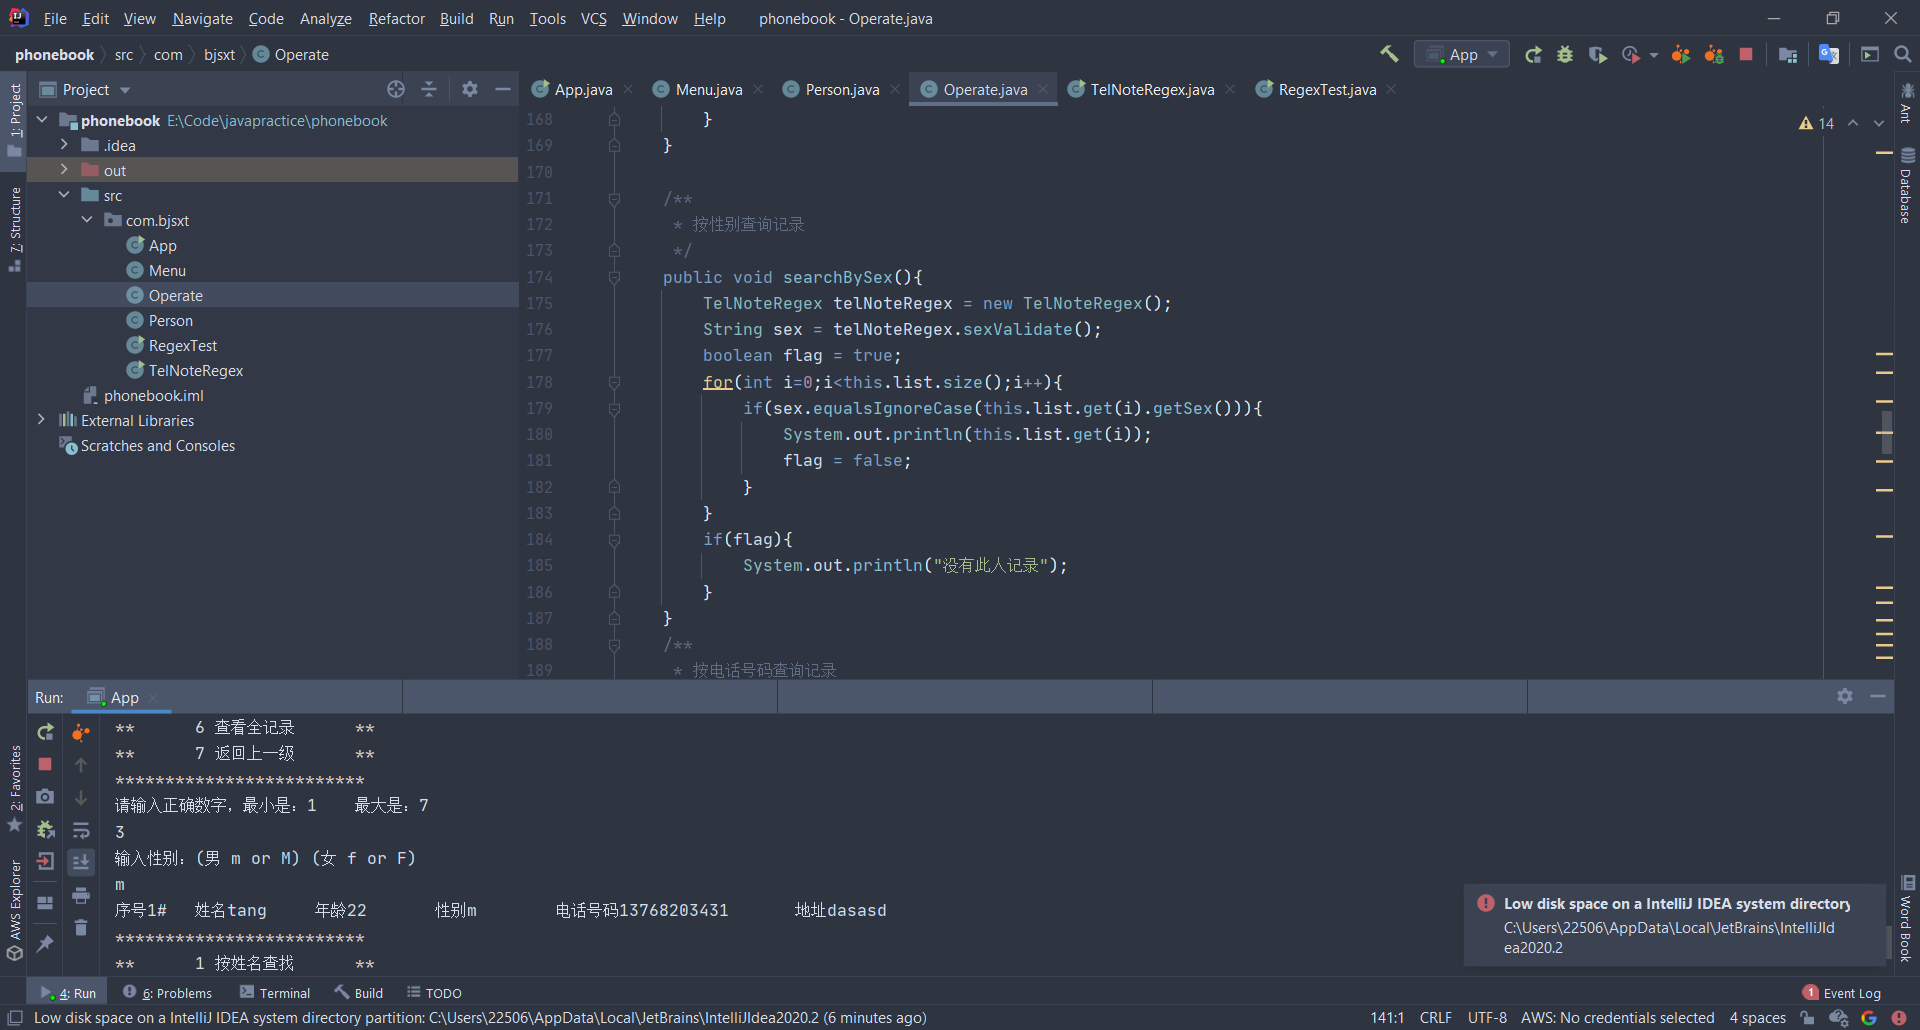 File Edit View Navigate Code Analyze Refactor Build Run Tools VCS Window Help phonebook - Operate.java
phonebook src com bjsxt Operate
App
Project
App.java Menu.java Person.java Operate.java TelNoteRegex.java RegexTest.java
phonebook E:\Code\javapractice\phonebook
.idea
out
src
com.bjsxt
App
Menu
Operate
Person
RegexTest
TelNoteRegex
phonebook.iml
External Libraries
Scratches and Consoles
1: Project
7: Structure
2: Favorites
AWS Explorer
14
Ant
Database
Word Book
168 }
169 }
170
171 /**
172 * 按性别查询记录
173 */
174 public void searchBySex(){
175 TelNoteRegex telNoteRegex = new TelNoteRegex();
176 String sex = telNoteRegex.sexValidate();
177 boolean flag = true;
178 for(int i=0;i<this.list.size();i++){
179 if(sex.equalsIgnoreCase(this.list.get(i).getSex())){
180 System.out.println(this.list.get(i));
181 flag = false;
182 }
183 }
184 if(flag){
185 System.out.println("没有此人记录");
186 }
187 }
188 /**
189 * 按电话号码查询记录
Run: App
** 6 查看全记录 **
** 7 返回上一级 **
*************************
请输入正确数字，最小是：1 最大是：7
3
输入性别：(男 m or M) (女 f or F)
m
序号1# 姓名tang 年龄22 性别m 电话号码13768203431 地址dasasd
*************************
** 1 按姓名查找 **
Low disk space on a IntelliJ IDEA system directory
C:\Users\22506\AppData\Local\JetBrains\IntelliJId
ea2020.2
4: Run 6: Problems Terminal Build TODO 1 Event Log
Low disk space on a IntelliJ IDEA system directory partition: C:\Users\22506\AppData\Local\JetBrains\IntelliJIdea2020.2 (6 minutes ago) 141:1 CRLF UTF-8 AWS: No credentials selected 4 spaces